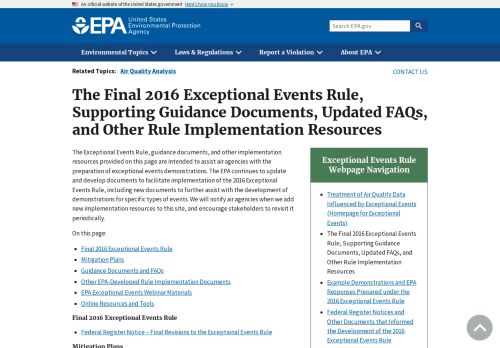 An official website of the United States government Here's how you know
EPA United States
Environmental Protection
Agency
Search EPA.gov
Environmental Topics Laws & Regulations Report a Violation About EPA
Related Topics: Air Quality Analysis
CONTACT US
The Final 2016 Exceptional Events Rule,
Supporting Guidance Documents, Updated FAQs,
and Other Rule Implementation Resources
The Exceptional Events Rule, guidance documents, and other implementation
resources provided on this page are intended to assist air agencies with the
preparation of exceptional events demonstrations. The EPA continues to update
and develop documents to facilitate implementation of the 2016 Exceptional
Events Rule, including new documents to further assist with the development of
demonstrations for specific types of events. We will notify air agencies when we add
new implementation resources to this site, and encourage stakeholders to revisit it
periodically.
On this page:
Final 2016 Exceptional Events Rule
Mitigation Plans
Guidance Documents and FAQs
Other EPA-Developed Rule Implementation Documents
EPA Exceptional Events Webinar Materials
Online Resources and Tools
Final 2016 Exceptional Events Rule
Federal Register Notice – Final Revisions to the Exceptional Events Rule
Mitigation Plans
Exceptional Events Rule
Webpage Navigation
Treatment of Air Quality Data
Influenced by Exceptional Events
(Homepage for Exceptional
Events)
The Final 2016 Exceptional Events
Rule, Supporting Guidance
Documents, Updated FAQs, and
Other Rule Implementation
Resources
Example Demonstrations and EPA
Responses Prepared under the
2016 Exceptional Events Rule
Federal Register Notices and
Other Documents that Informed
the Development of the 2016
Exceptional Events Rule